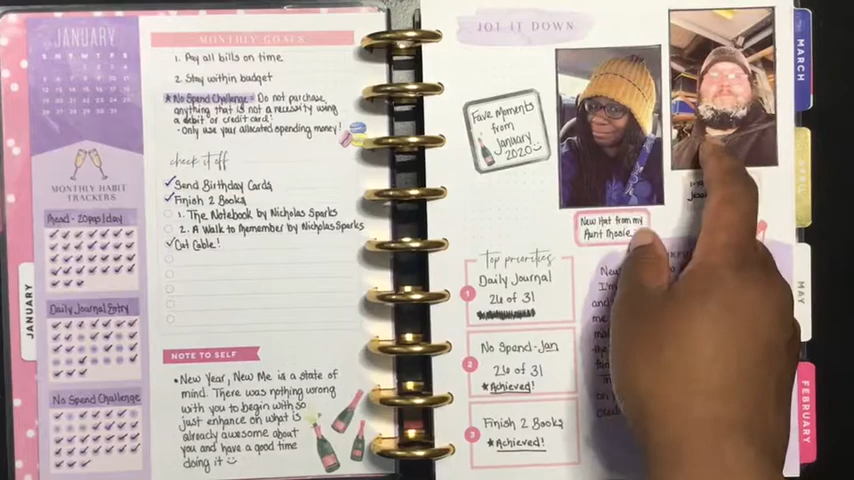 JANUARY
S M T W T F S
MONTHLY HABIT
TRACKERS
Read - 20pgs/day
Daily Journal Entry
No Spend Challenge
JANUARY
MONTHLY GOALS
1. Pay all bills on time
2. Stay within budget
* No Spend Challenge - Do not purchase
anything that is not a necessity using
a debit or credit card!
- Only use your allocated spending money!
check it off
Send Birthday Cards
Finish 2 Books
1. The Notebook by Nicholas Sparks
2. A Walk to Remember by Nicholas Sparks
Cut Cable!
NOTE TO SELF
• New Year, New Me is a state of
mind. There was nothing wrong
with you to begin with so
just enhance on what is
already awesome about
you and have a good time
doing it
JOT IT DOWN
Fave Moments
from
January
2020
New Hat from my
Aunt
Top priorities
1
Daily Journal
26 of 31
2
No Spend-Jan
26 of 31
*Achieved!
3
Finish 2 Books
*Achieved!
New
I'm
and
me
MARCH
APRIL
MAY
FEBRUARY